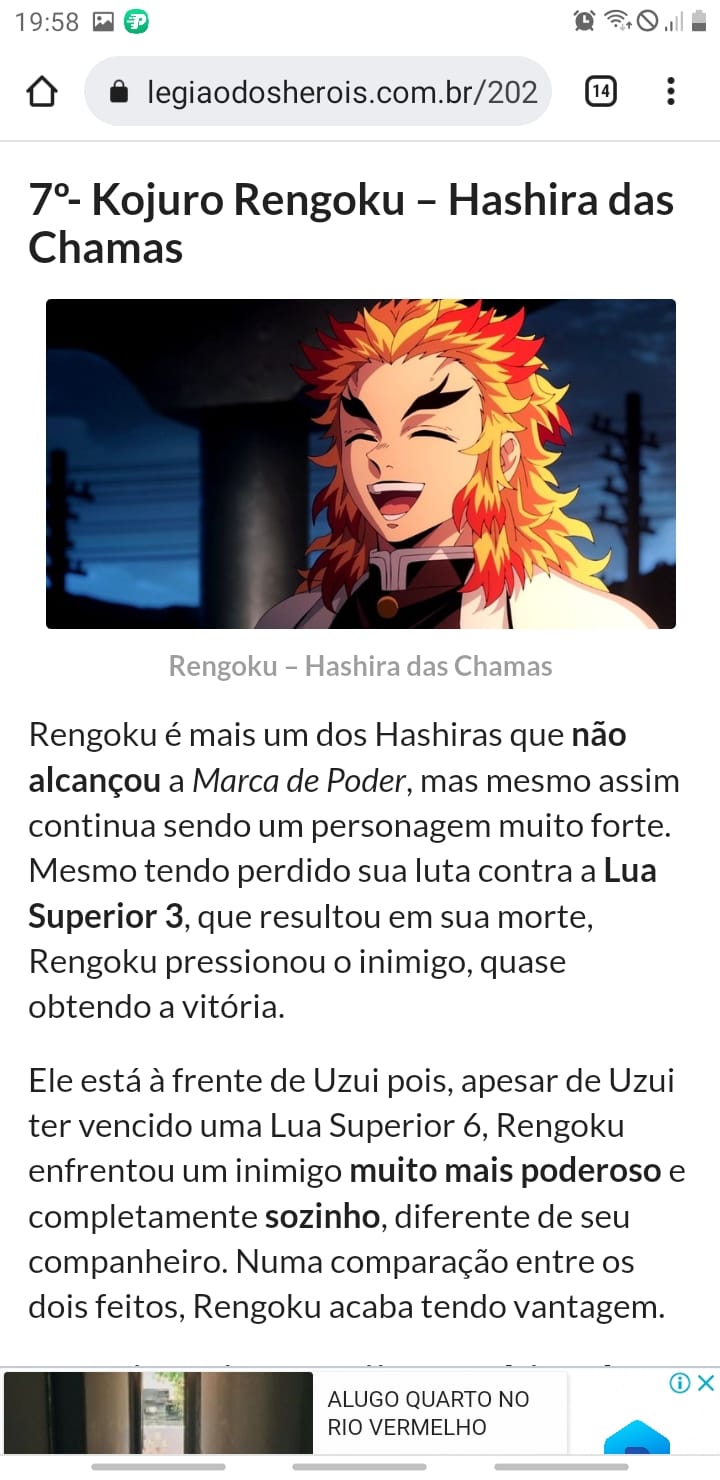 19:58
legiaodosherois.com.br/202
14
7º- Kojuro Rengoku – Hashira das
Chamas
Rengoku – Hashira das Chamas
Rengoku é mais um dos Hashiras que não
alcançou a Marca de Poder, mas mesmo assim
continua sendo um personagem muito forte.
Mesmo tendo perdido sua luta contra a Lua
Superior 3, que resultou em sua morte,
Rengoku pressionou o inimigo, quase
obtendo a vitória.
Ele está à frente de Uzui pois, apesar de Uzui
ter vencido uma Lua Superior 6, Rengoku
enfrentou um inimigo muito mais poderoso e
completamente sozinho, diferente de seu
companheiro. Numa comparação entre os
dois feitos, Rengoku acaba tendo vantagem.
ALUGO QUARTO NO
RIO VERMELHO